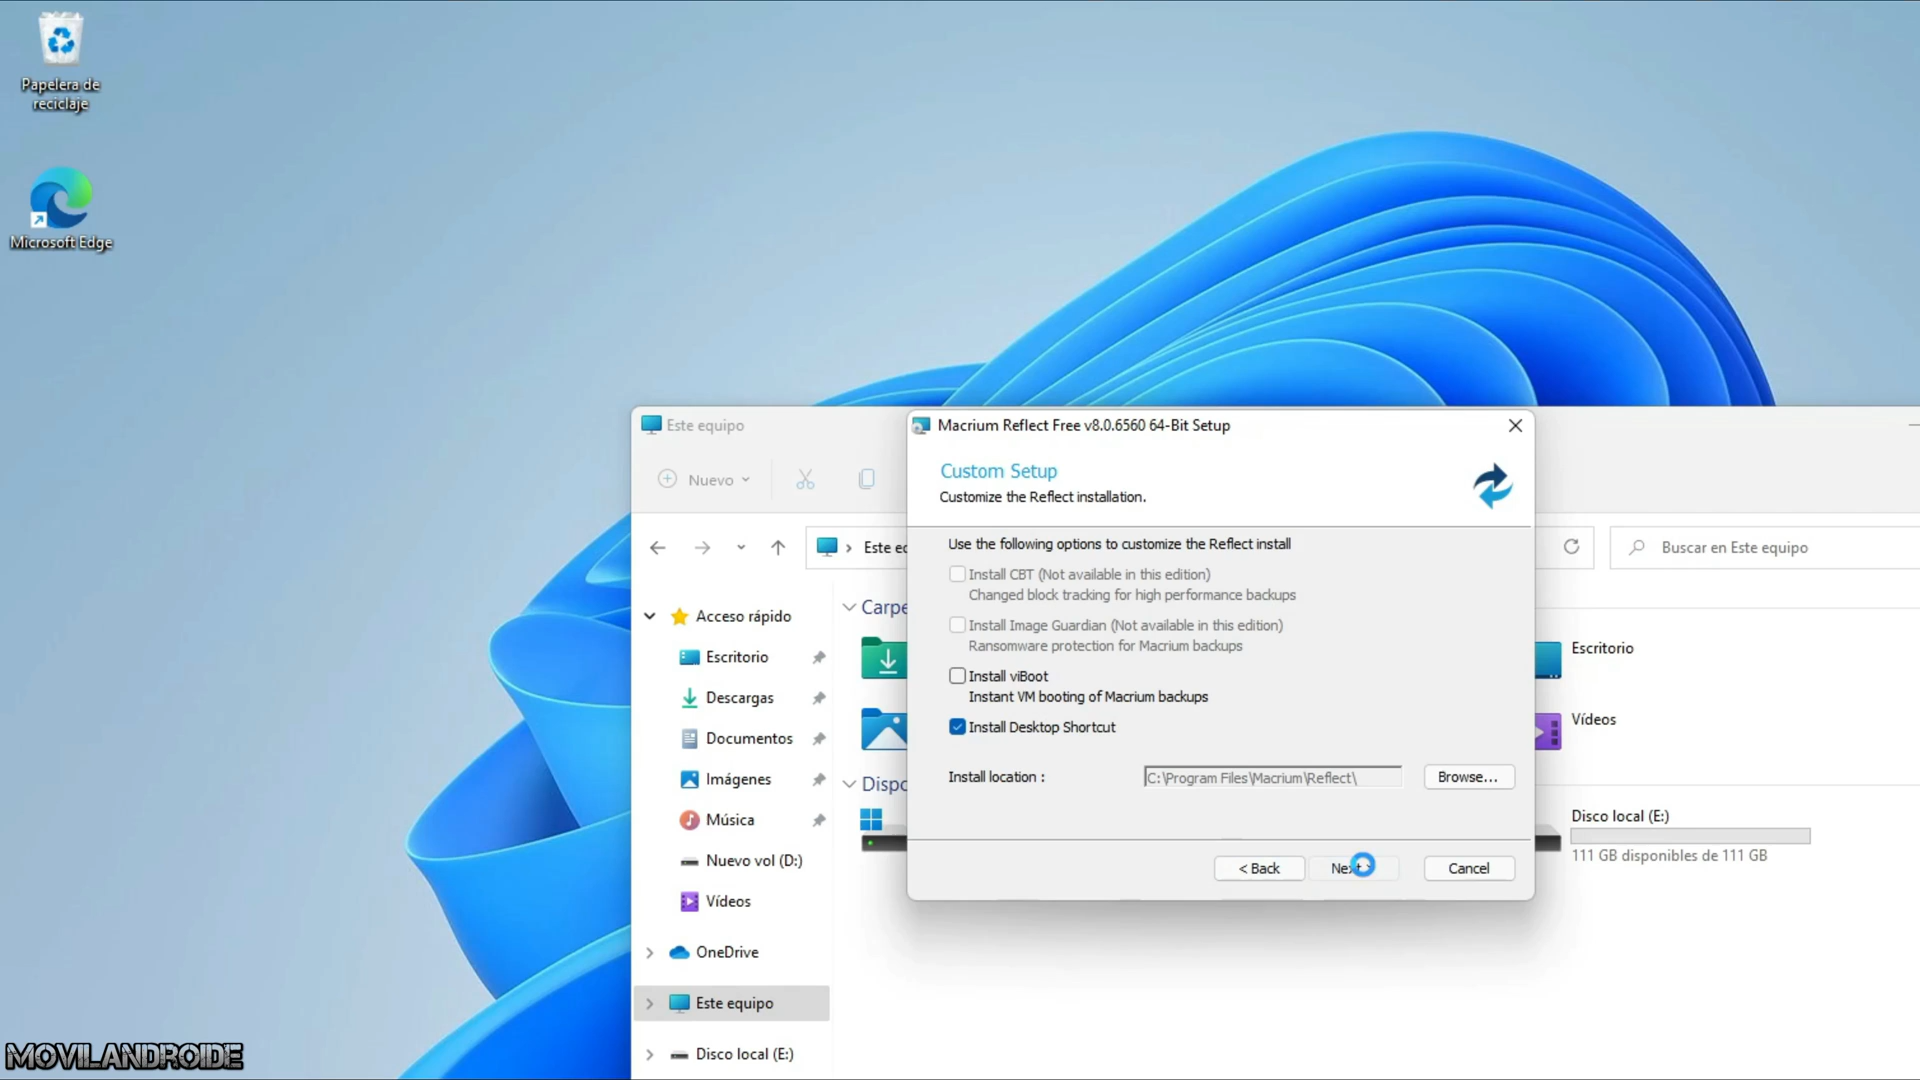 Papelera de
reciclaje
Microsoft Edge
Este equipo
Nuevo
Este e
Buscar en Este equipo
Acceso rápido
Escritorio
Descargas
Documentos
Imágenes
Música
Nuevo vol (D:)
Vídeos
OneDrive
Este equipo
Disco local (E:)
Carpe
Dispo
Macrium Reflect Free v8.0.6560 64-Bit Setup
Custom Setup
Customize the Reflect installation.
Use the following options to customize the Reflect install
Install CBT (Not available in this edition)
Changed block tracking for high performance backups
Install Image Guardian (Not available in this edition)
Ransomware protection for Macrium backups
Install viBoot
Instant VM booting of Macrium backups
Install Desktop Shortcut
Install location :
C:\Program Files\Macrium\Reflect\
Browse...
< Back
Next >
Cancel
Escritorio
Vídeos
Disco local (E:)
111 GB disponibles de 111 GB
MOVILANDROIDE